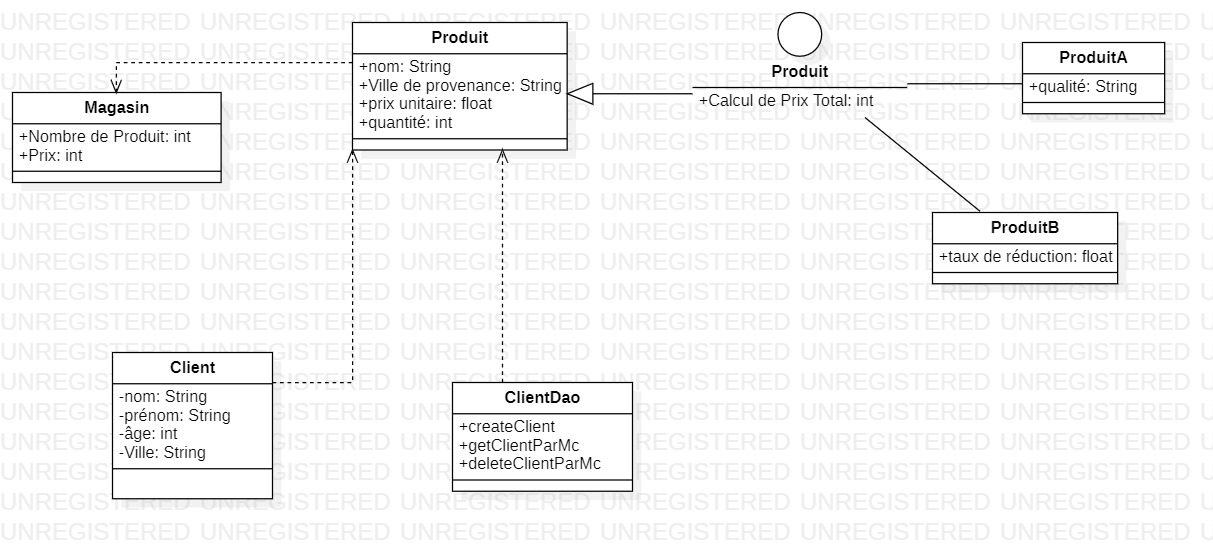 Produit
+nom: String
+Ville de provenance: String
+prix unitaire: float
+quantité: int
Produit
+Calcul de Prix Total: int
ProduitA
+qualité: String
Magasin
+Nombre de Produit: int
+Prix: int
ProduitB
+taux de réduction: float
Client
-nom: String
-prénom: String
-âge: int
-Ville: String
ClientDao
+createClient
+getClientParMc
+deleteClientParMc
UNREGISTERED